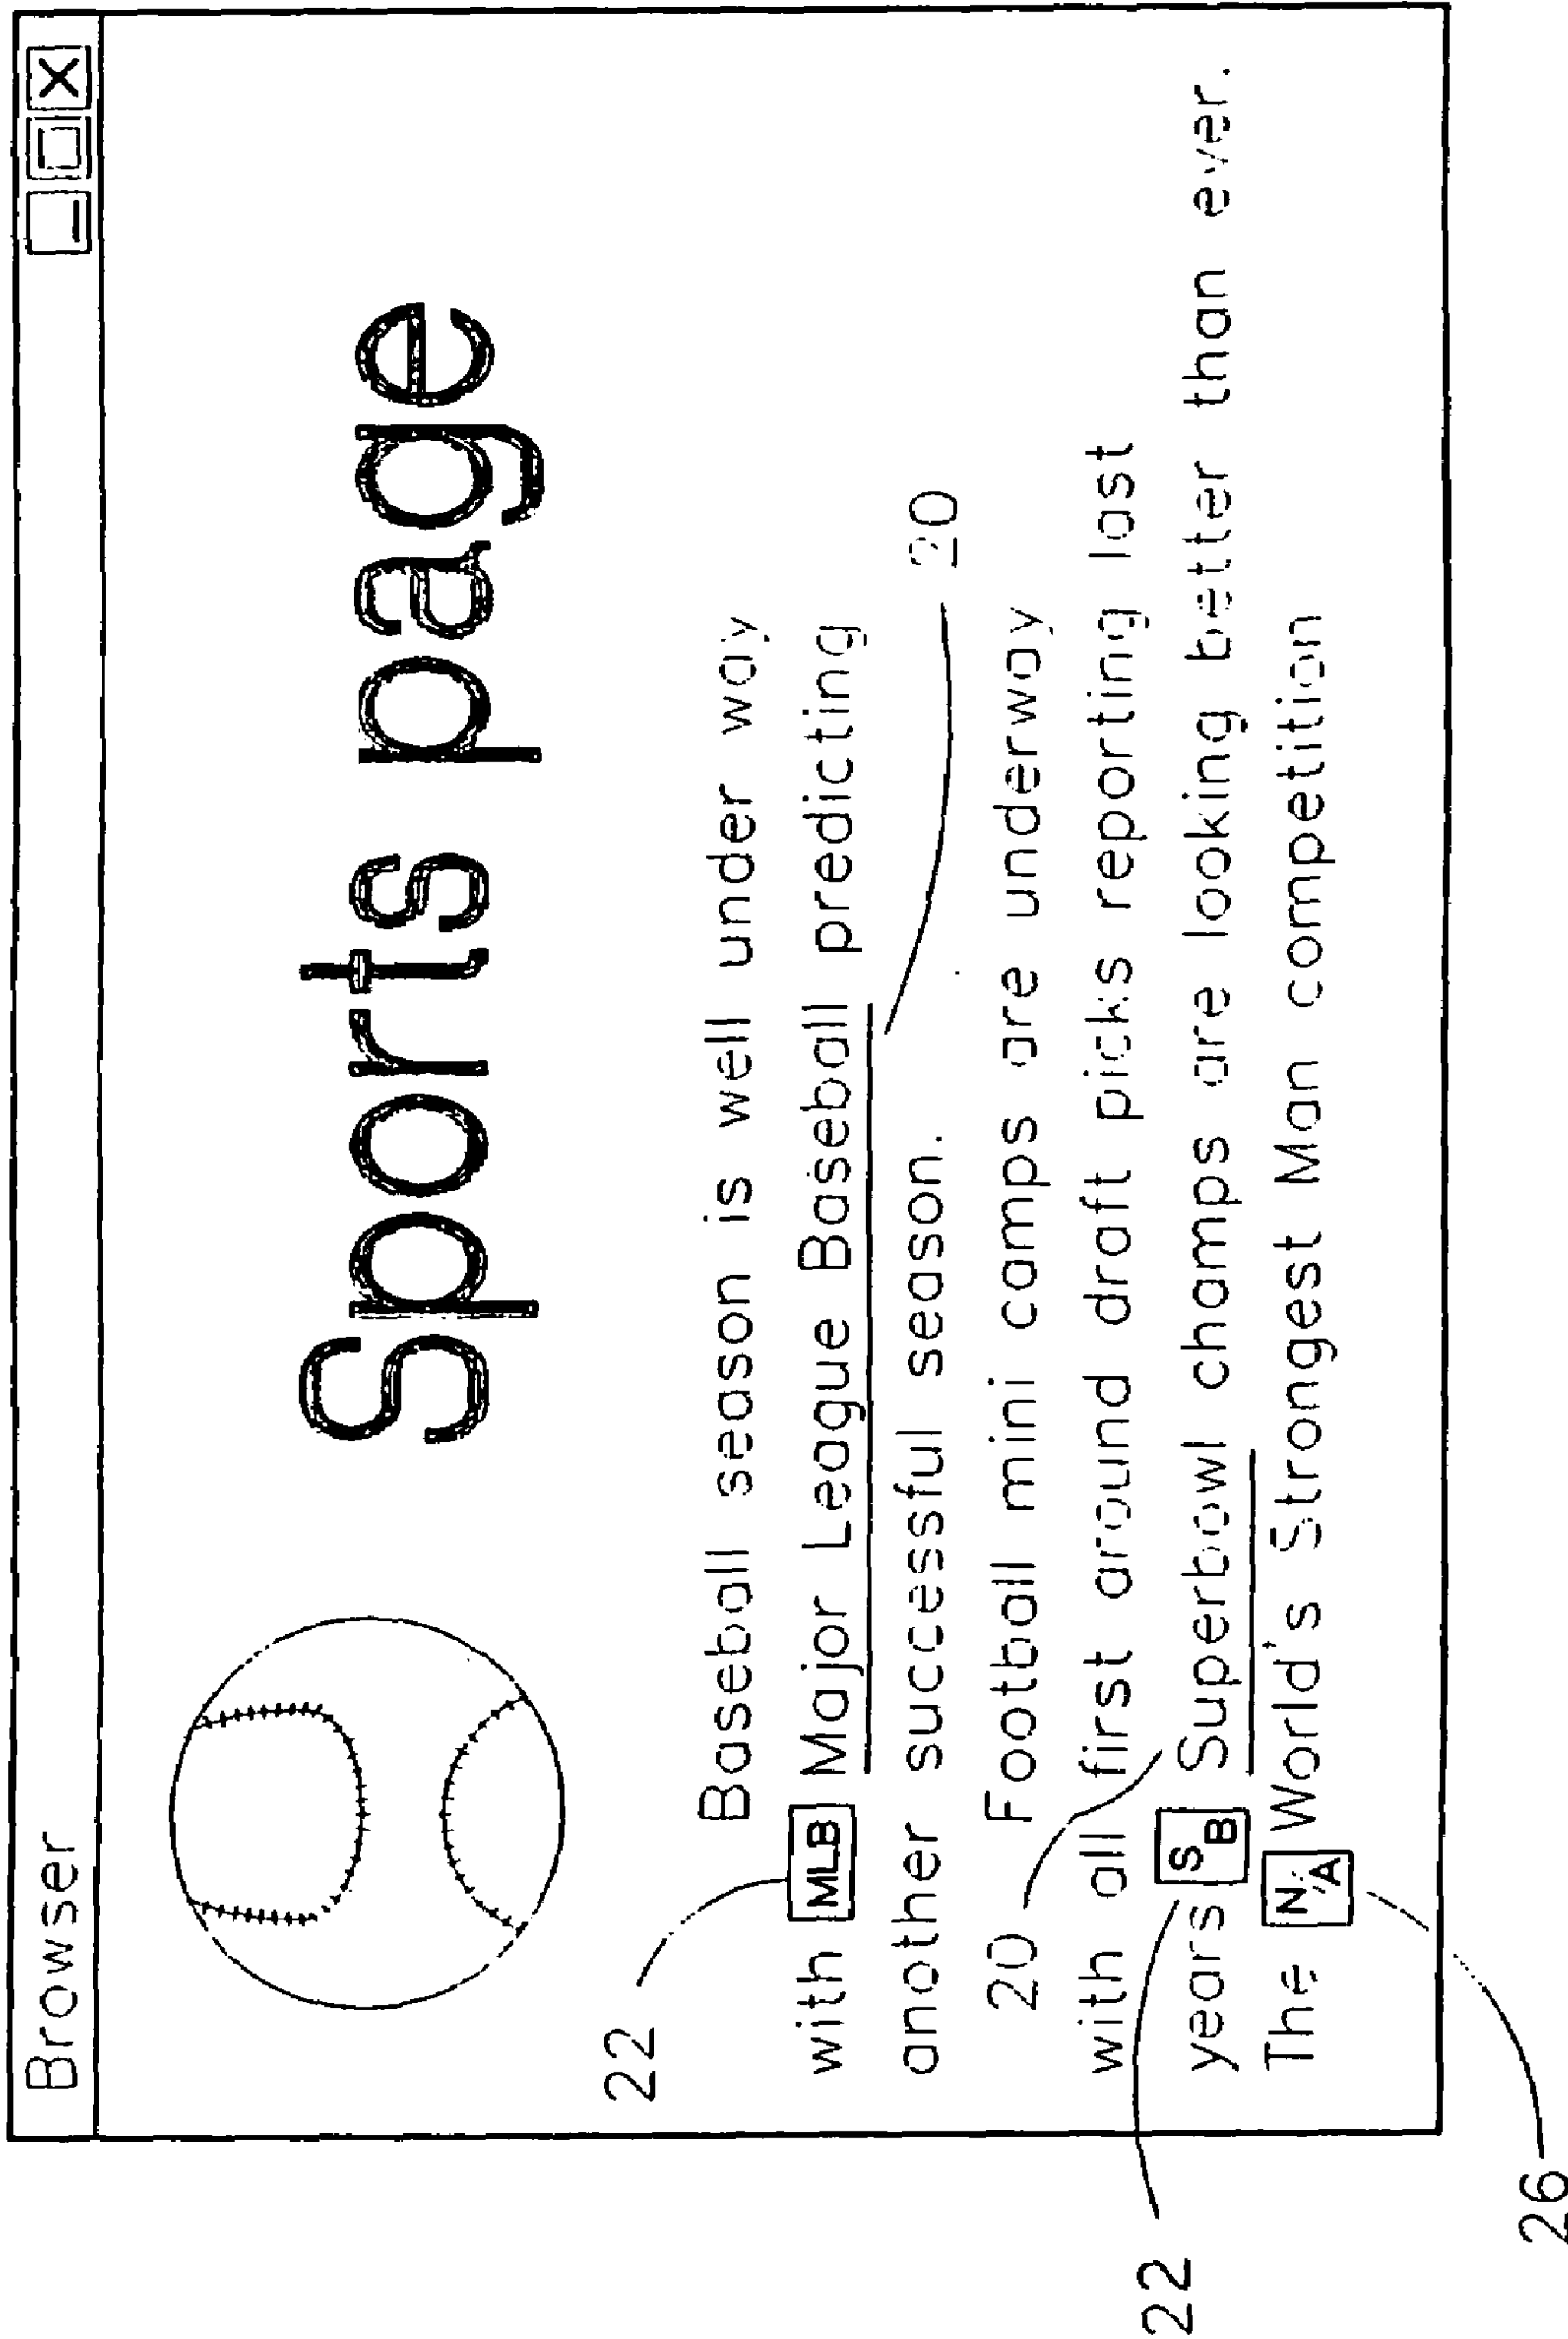 Browser
Sports page
Baseball season is well under way
22
with MLB Major League Baseball predicting
another successful season.
20
Football mini camps are underway
20
with all first around draft picks reporting last
years SB Superbowl champs are looking better than ever.
22
The N/A World's Strongest Man competition
26